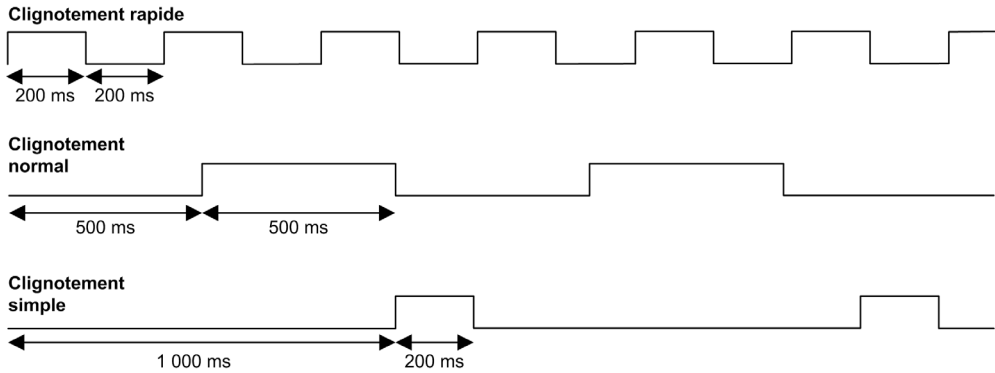 Clignotement rapide
200 ms 200 ms
Clignotement
normal
500 ms 500 ms
Clignotement
simple
1 000 ms 200 ms